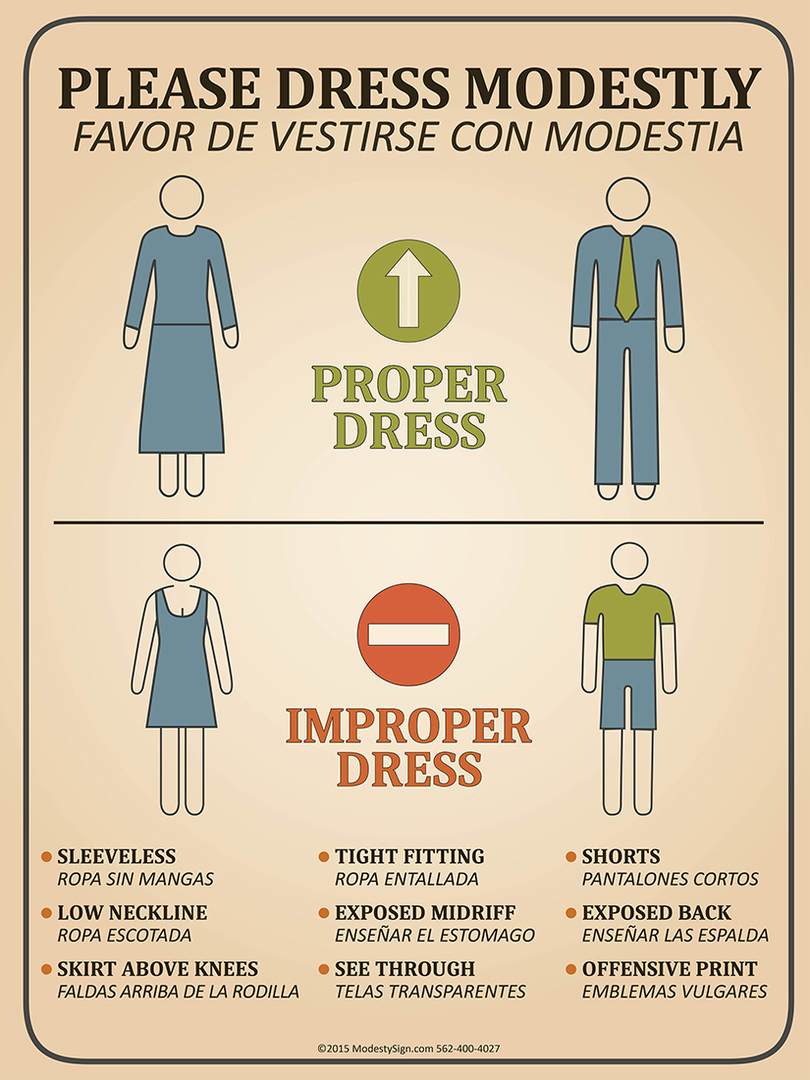 PLEASE DRESS MODESTLY
FAVOR DE VESTIRSE CON MODESTIA
PROPER
DRESS
IMPROPER
DRESS
SLEEVELESS
ROPA SIN MANGAS
LOW NECKLINE
ROPA ESCOTADA
SKIRT ABOVE KNEES
FALDAS ARRIBA DE LA RODILLA
TIGHT FITTING
ROPA ENTALLADA
EXPOSED MIDRIFF
ENSEÑAR EL ESTOMAGO
SEE THROUGH
TELAS TRANSPARENTES
SHORTS
PANTALONES CORTOS
EXPOSED BACK
ENSEÑAR LAS ESPALDA
OFFENSIVE PRINT
EMBLEMAS VULGARES
©2015 ModestySign.com 562-400-4027